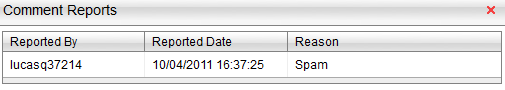 Comment Reports
Reported By Reported Date Reason
lucasq37214 10/04/2011 16:37:25 Spam